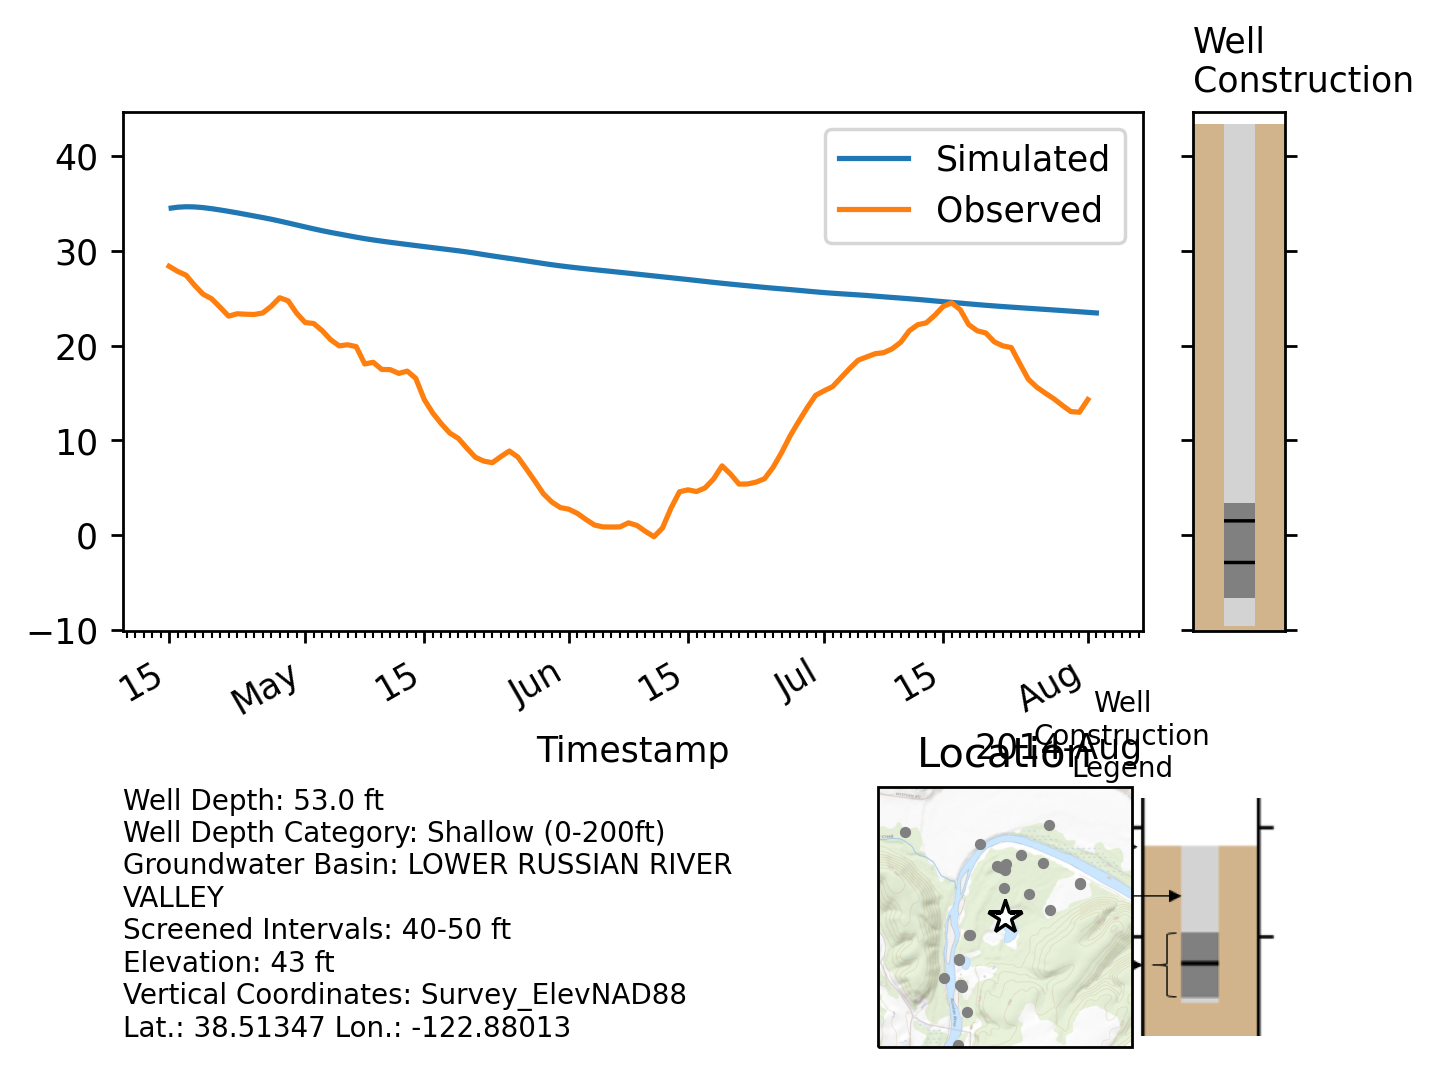 Well
Construction
40
30
20
10
0
−10
Simulated
Observed
15
May
15
Jun
15
Jul
15
Aug
Timestamp
2014-Aug
Location
Well
Construction
Legend
Well Depth: 53.0 ft
Well Depth Category: Shallow (0-200ft)
Groundwater Basin: LOWER RUSSIAN RIVER
VALLEY
Screened Intervals: 40-50 ft
Elevation: 43 ft
Vertical Coordinates: Survey_ElevNAD88
Lat.: 38.51347 Lon.: -122.88013